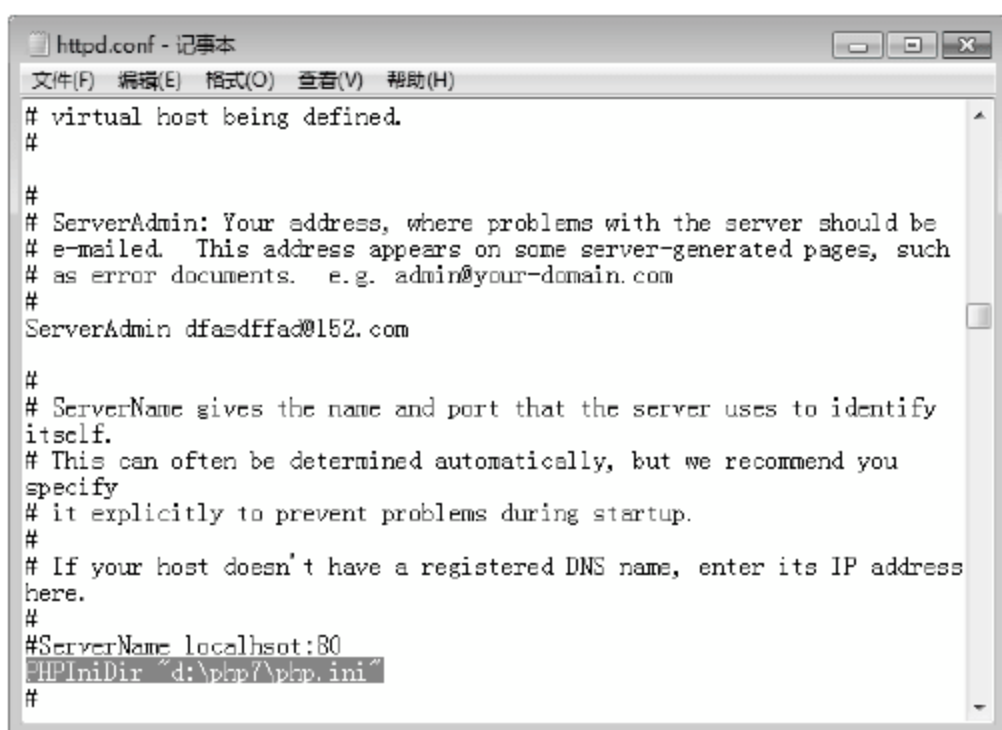 httpd.conf - 记事本
文件(F) 编辑(E) 格式(O) 查看(V) 帮助(H)
# virtual host being defined.
#
#
# ServerAdmin: Your address, where problems with the server should be
# e-mailed.  This address appears on some server-generated pages, such
# as error documents.  e.g. admin@your-domain.com
#
ServerAdmin dfasdffad@152.com
#
# ServerName gives the name and port that the server uses to identify
itself.
# This can often be determined automatically, but we recommend you
specify
# it explicitly to prevent problems during startup.
#
# If your host doesn't have a registered DNS name, enter its IP address
here.
#
#ServerName localhsot:80
PHPIniDir "d:\php7\php.ini"
#